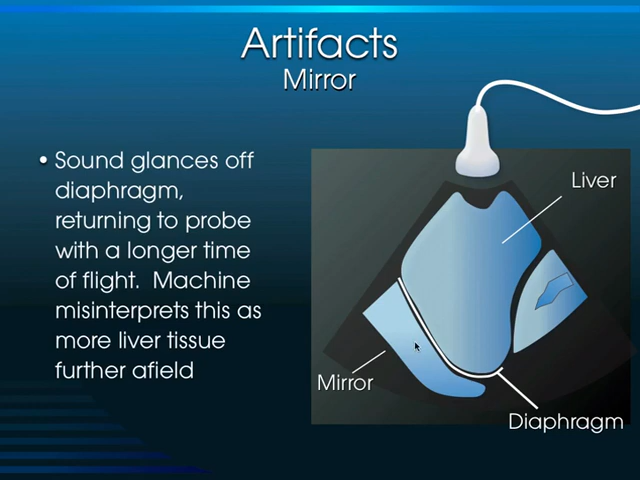 Artifacts
Mirror
• Sound glances off
diaphragm,
returning to probe
with a longer time
of flight. Machine
misinterprets this as
more liver tissue
further afield
Liver
Mirror
Diaphragm